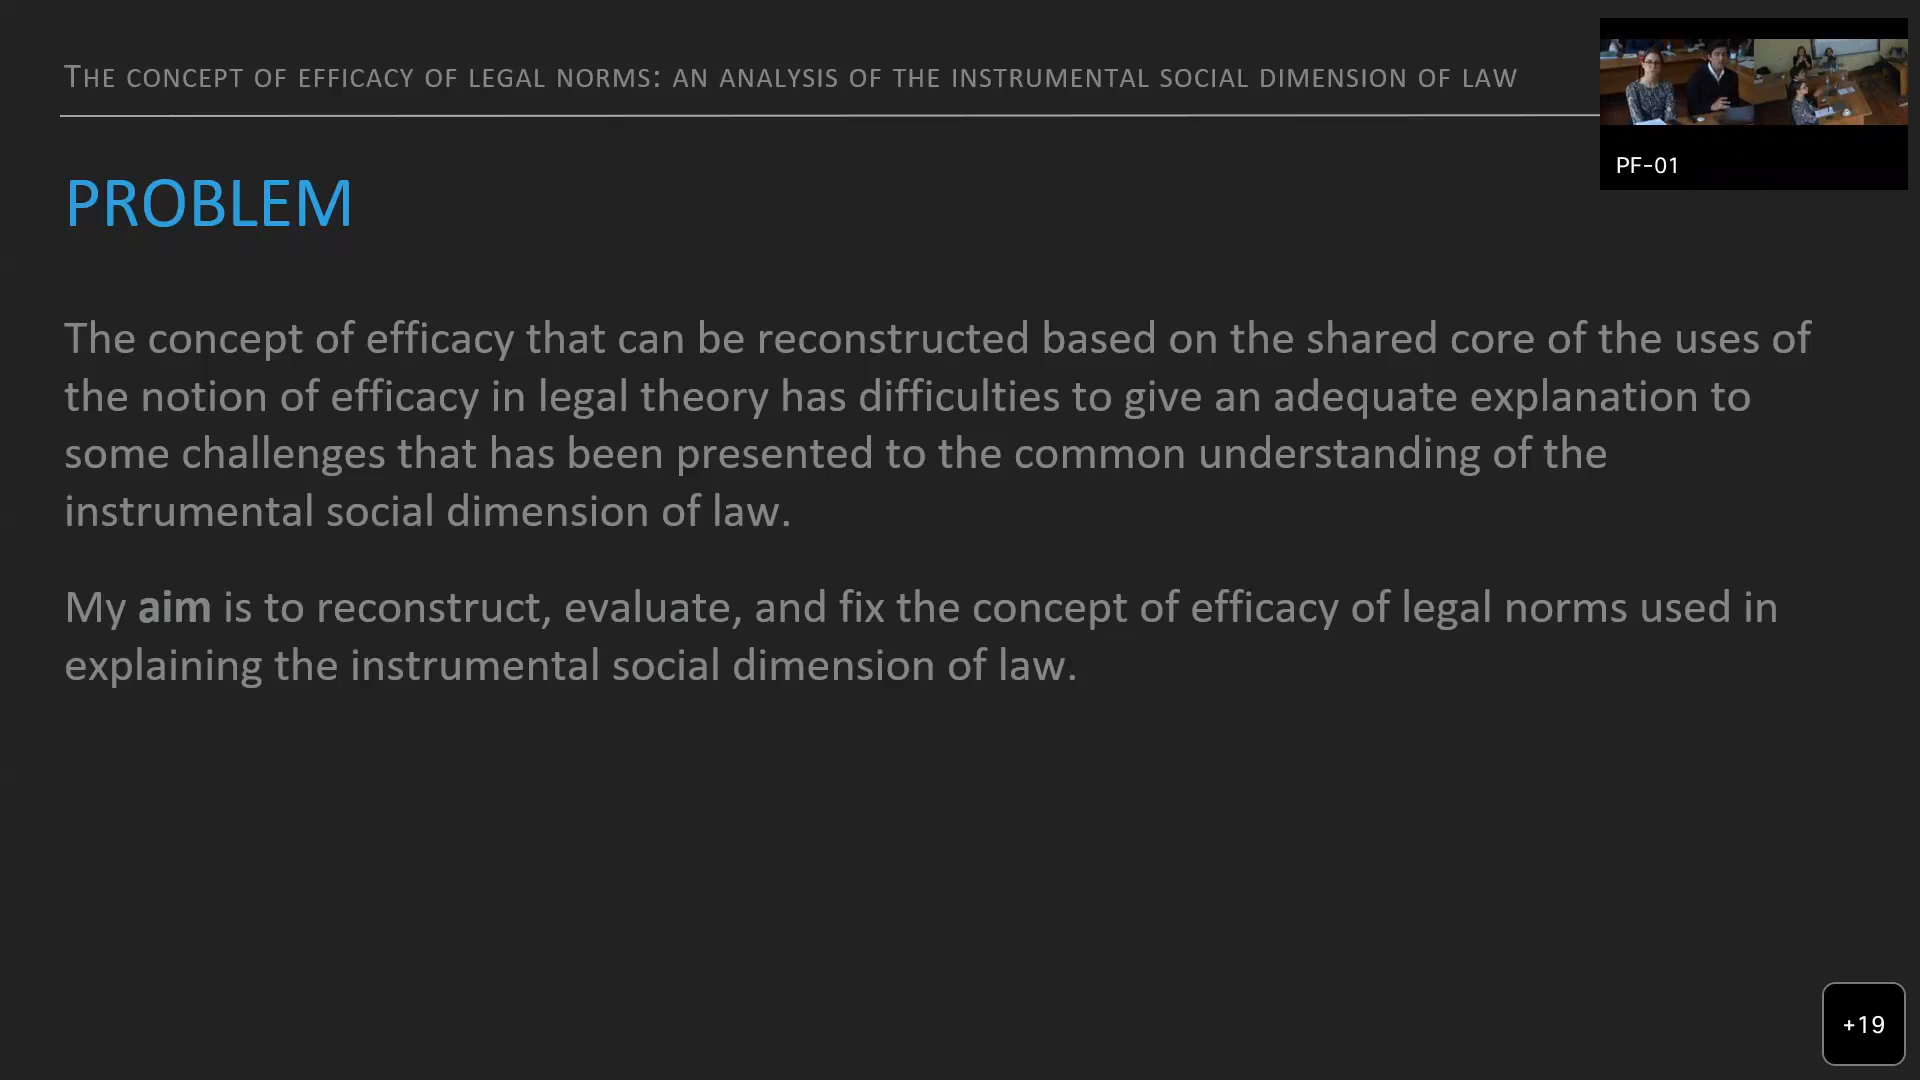 THE CONCEPT OF EFFICACY OF LEGAL NORMS: AN ANALYSIS OF THE INSTRUMENTAL SOCIAL DIMENSION OF LAW
PF-01
PROBLEM
The concept of efficacy that can be reconstructed based on the shared core of the uses of
the notion of efficacy in legal theory has difficulties to give an adequate explanation to
some challenges that has been presented to the common understanding of the
instrumental social dimension of law.
My aim is to reconstruct, evaluate, and fix the concept of efficacy of legal norms used in
explaining the instrumental social dimension of law.
+19